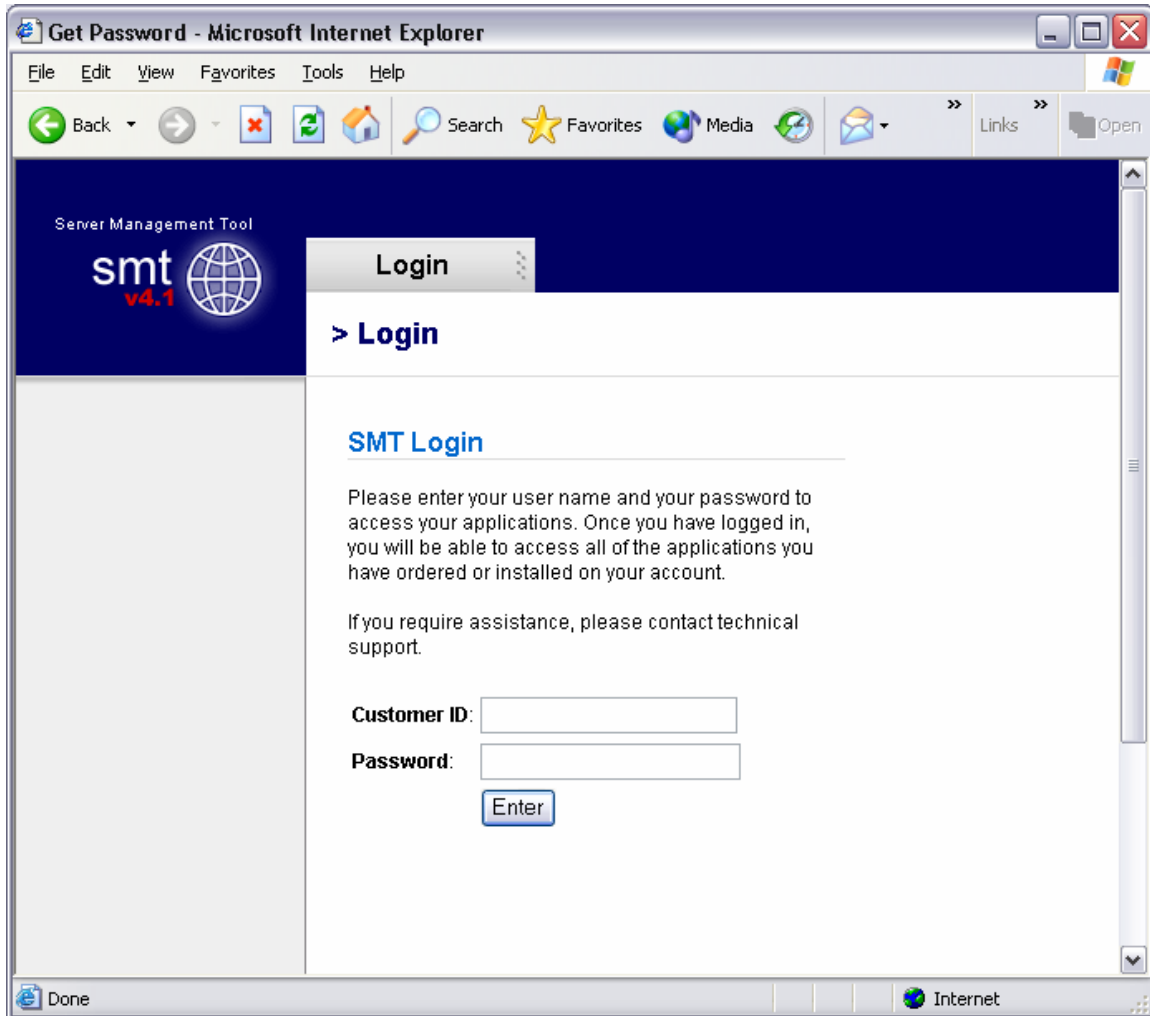 Get Password - Microsoft Internet Explorer
File Edit View Favorites Tools Help
Back Search Favorites Media Links Open
Server Management Tool
smt
v4.1
Login
> Login
SMT Login
Please enter your user name and your password to
access your applications. Once you have logged in,
you will be able to access all of the applications you
have ordered or installed on your account.
If you require assistance, please contact technical
support.
Customer ID:
Password:
Enter
Done Internet